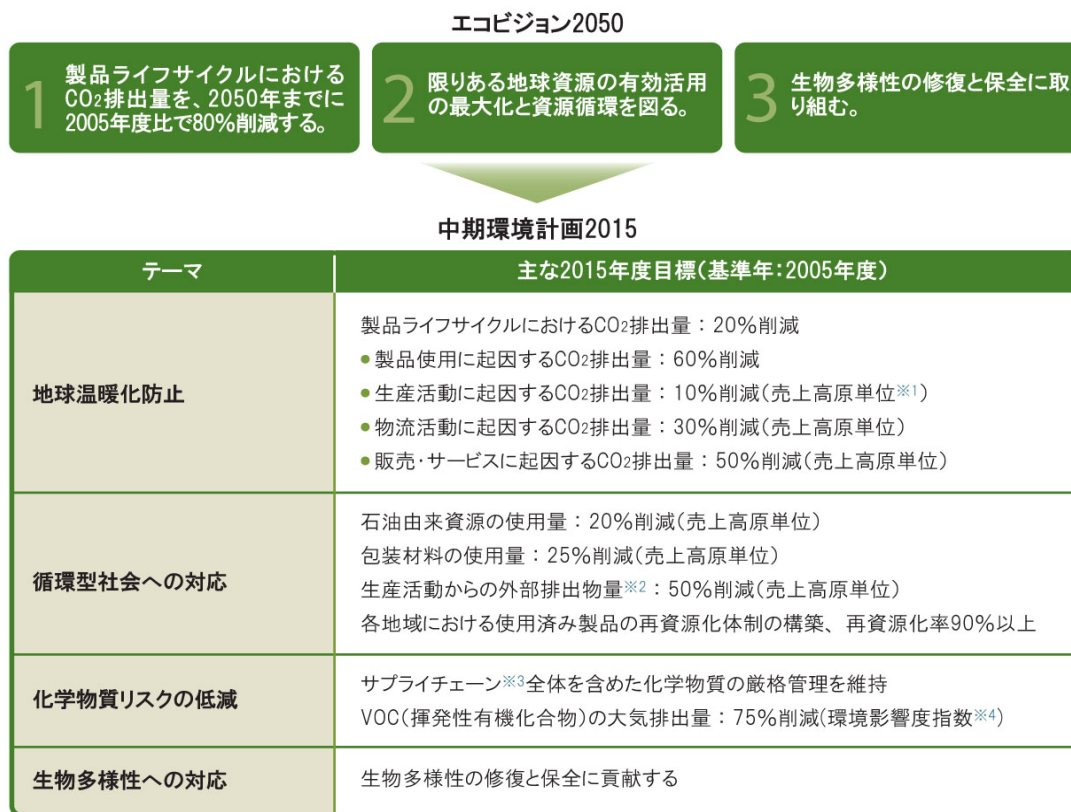 エコビジョン2050
1
製品ライフサイクルにおける
CO₂排出量を、2050年までに
2005年度比で80%削減する。
2
限りある地球資源の有効活用
の最大化と資源循環を図る。
3
生物多様性の修復と保全に取
り組む。
中期環境計画2015
テーマ
主な2015年度目標(基準年:2005年度)
地球温暖化防止
製品ライフサイクルにおけるCO₂排出量:20%削減
●製品使用に起因するCO₂排出量:60%削減
●生産活動に起因するCO₂排出量:10%削減(売上高原単位※1)
●物流活動に起因するCO₂排出量:30%削減(売上高原単位)
●販売・サービスに起因するCO₂排出量:50%削減(売上高原単位)
循環型社会への対応
石油由来資源の使用量:20%削減(売上高原単位)
包装材料の使用量:25%削減(売上高原単位)
生産活動からの外部排出物量※2:50%削減(売上高原単位)
各地域における使用済み製品の再資源化体制の構築、再資源化率90%以上
化学物質リスクの低減
サプライチェーン※3全体を含めた化学物質の厳格管理を維持
VOC(揮発性有機化合物)の大気排出量:75%削減(環境影響度指数※4)
生物多様性への対応
生物多様性の修復と保全に貢献する